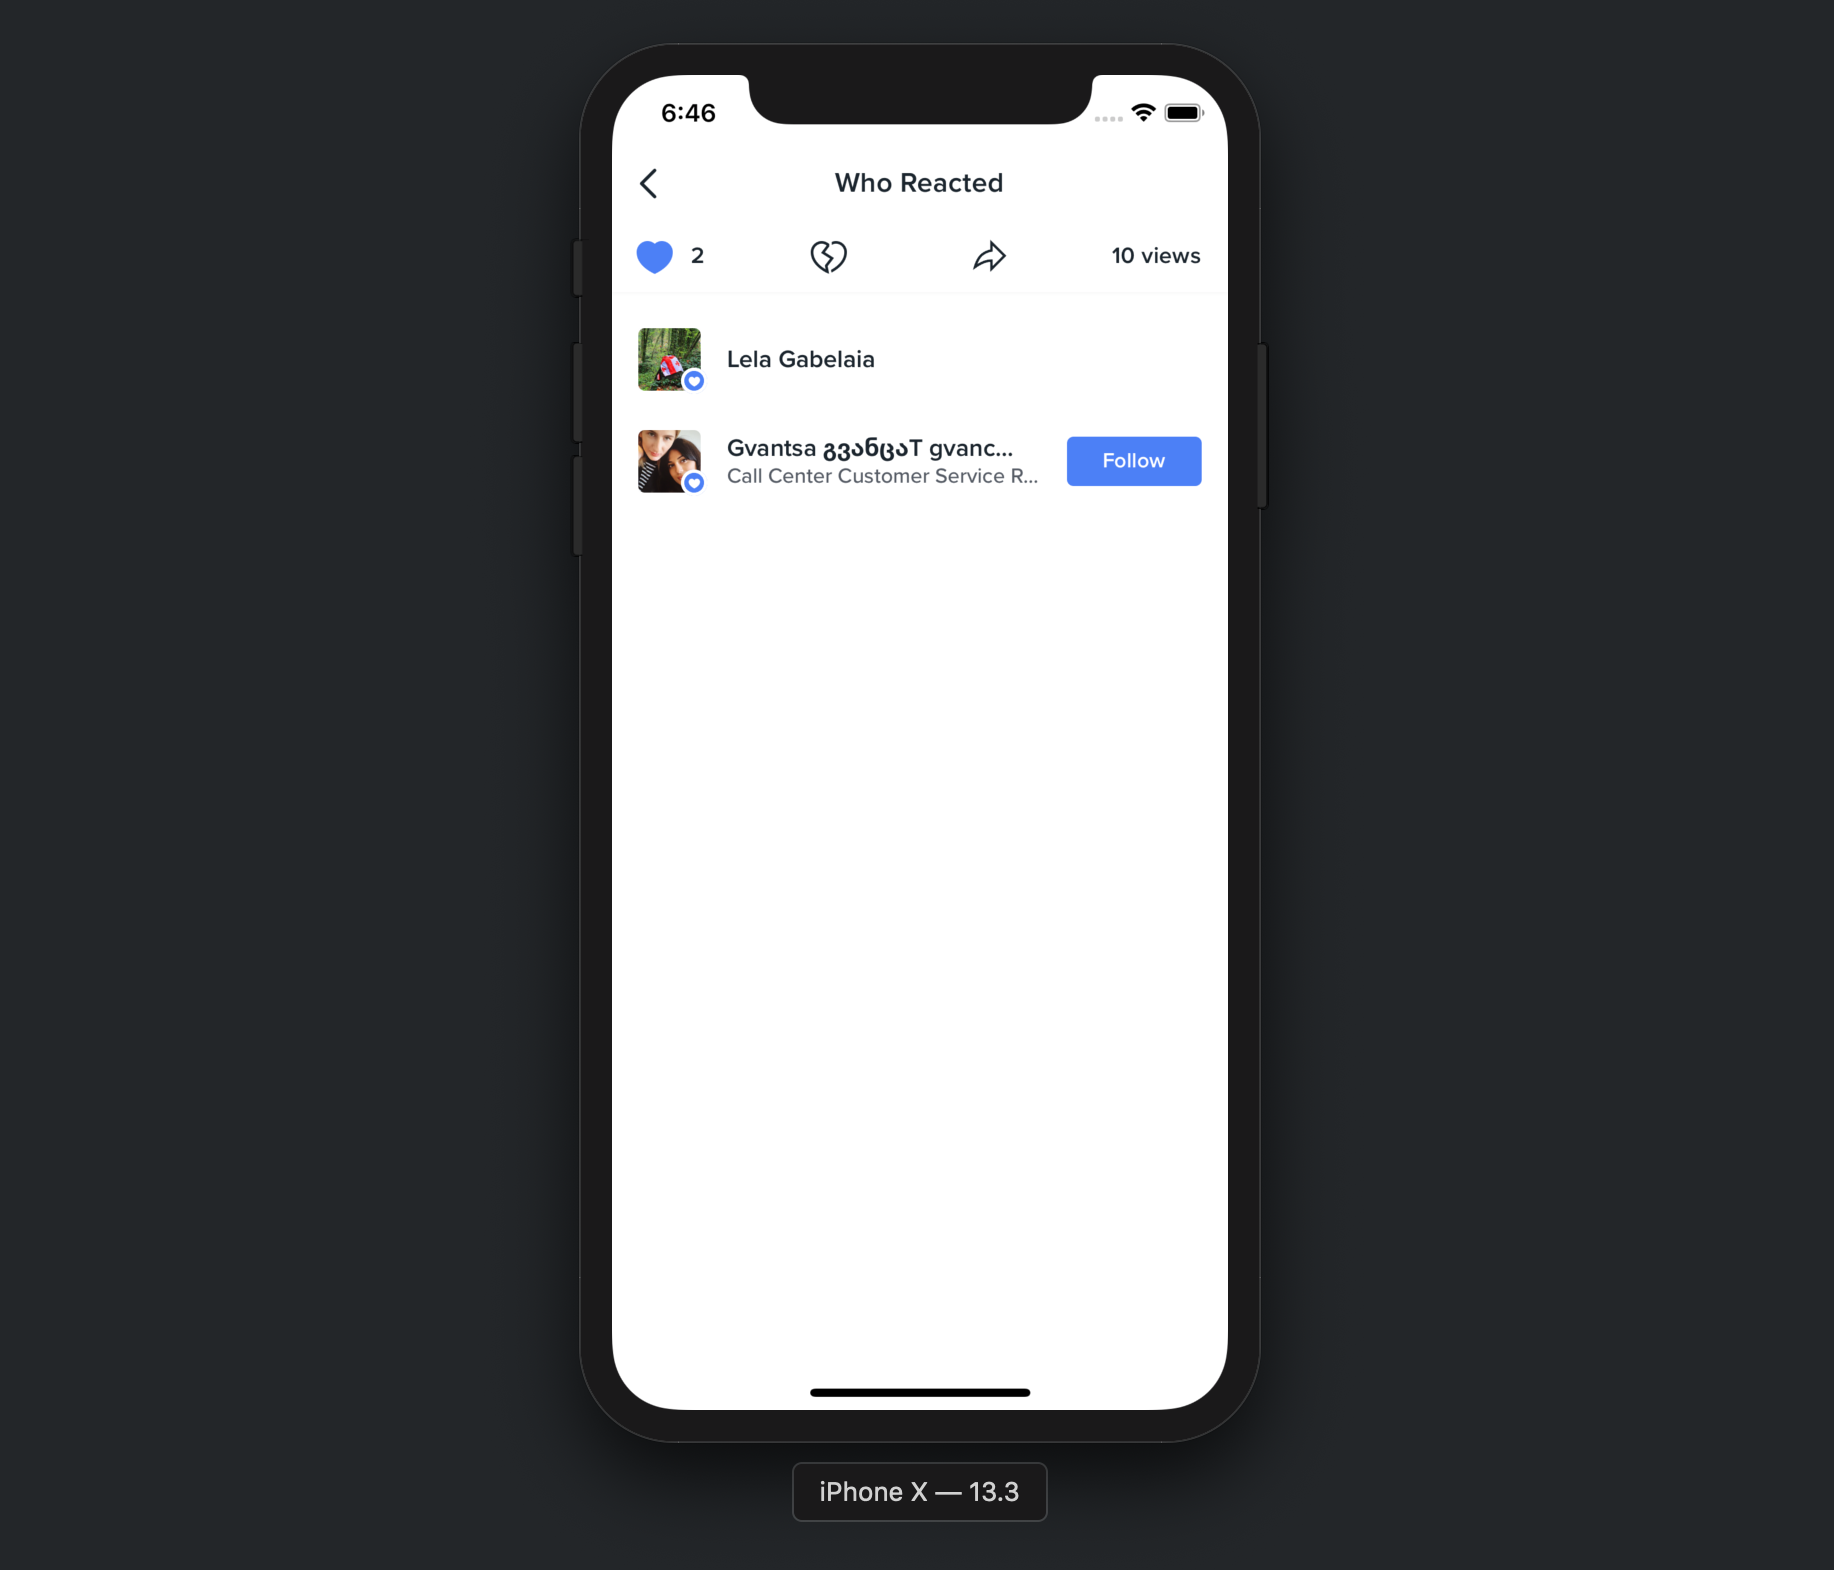 6:46
Who Reacted
2
10 views
Lela Gabelaia
Gvantsa გვანცაT gvanc...
Call Center Customer Service R...
Follow
iPhone X — 13.3